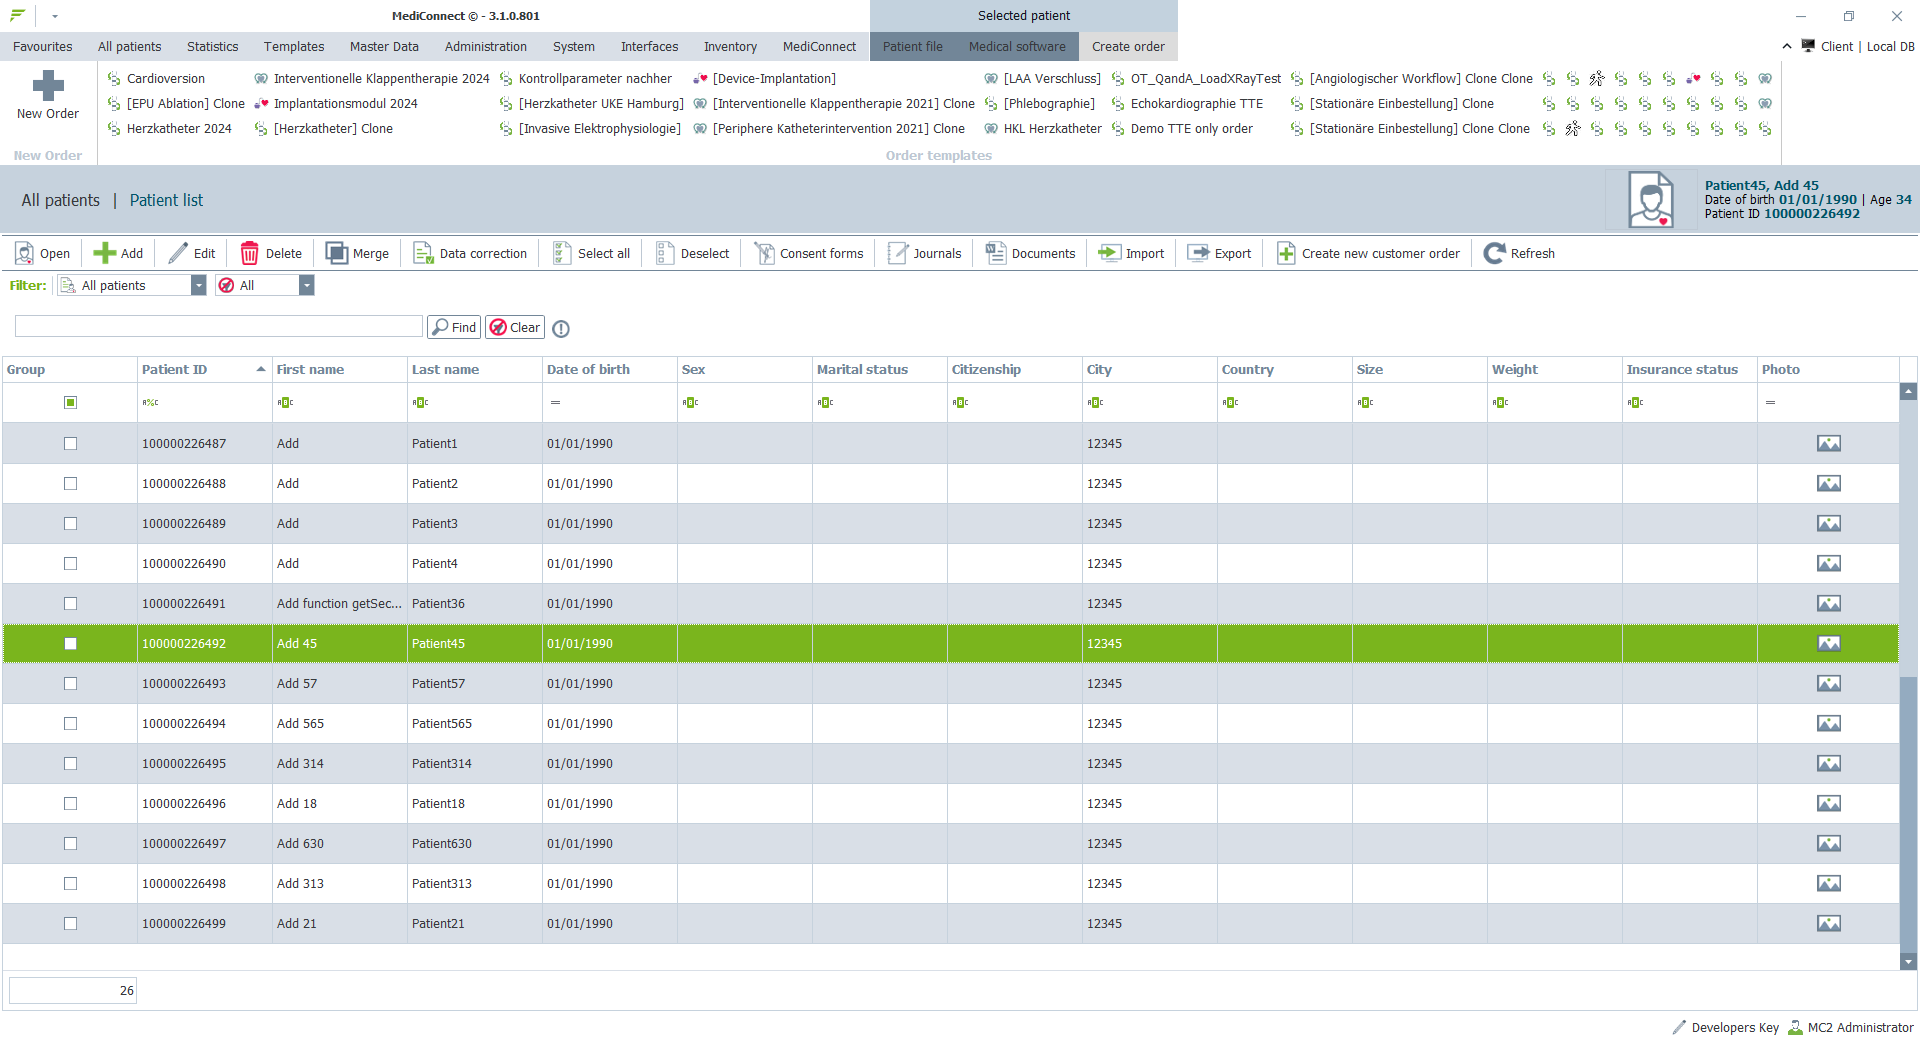 MediConnect © - 3.1.0.801
Selected patient
Favourites All patients Statistics Templates Master Data Administration System Interfaces Inventory MediConnect Patient file Medical software Create order Client | Local DB
New Order
Cardioversion Interventionelle Klappentherapie 2024 Kontrollparameter nachher [Device-Implantation] [LAA Verschluss] OT_QandA_LoadXRayTest [Angiologischer Workflow] Clone Clone
[EPU Ablation] Clone Implantationsmodul 2024 [Herzkatheter UKE Hamburg] [Interventionelle Klappentherapie 2021] Clone [Phlebographie] Echokardiographie TTE [Stationäre Einbestellung] Clone
Herzkatheter 2024 [Herzkatheter] Clone [Invasive Elektrophysiologie] [Periphere Katheterintervention 2021] Clone HKL Herzkatheter Demo TTE only order [Stationäre Einbestellung] Clone Clone
New Order Order templates
All patients | Patient list
Patient45, Add 45
Date of birth 01/01/1990 | Age 34
Patient ID 100000226492
Open Add Edit Delete Merge Data correction Select all Deselect Consent forms Journals Documents Import Export Create new customer order Refresh
Filter: All patients All
Find Clear
Group Patient ID First name Last name Date of birth Sex Marital status Citizenship City Country Size Weight Insurance status Photo
A%C ABC ABC = ABC ABC ABC ABC ABC ABC ABC ABC =
100000226487 Add Patient1 01/01/1990 12345
100000226488 Add Patient2 01/01/1990 12345
100000226489 Add Patient3 01/01/1990 12345
100000226490 Add Patient4 01/01/1990 12345
100000226491 Add function getSec... Patient36 01/01/1990 12345
100000226492 Add 45 Patient45 01/01/1990 12345
100000226493 Add 57 Patient57 01/01/1990 12345
100000226494 Add 565 Patient565 01/01/1990 12345
100000226495 Add 314 Patient314 01/01/1990 12345
100000226496 Add 18 Patient18 01/01/1990 12345
100000226497 Add 630 Patient630 01/01/1990 12345
100000226498 Add 313 Patient313 01/01/1990 12345
100000226499 Add 21 Patient21 01/01/1990 12345
26
Developers Key MC2 Administrator